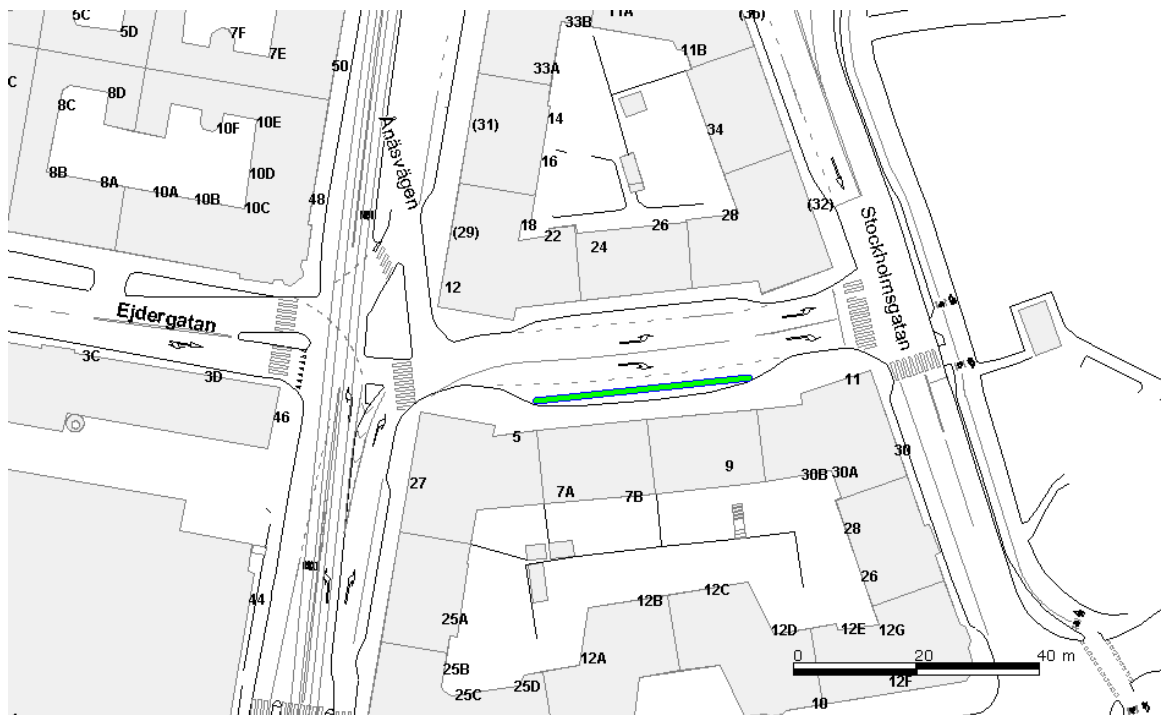 5C
5D
7F
7E
50
33B
11A
11B
(36)
C
8C
8D
33A
10F
10E
(31)
14
34
Ånäsvägen
16
8B
8A
10A
10B
10D
10C
48
18
22
24
26
28
(32)
(29)
Stockholmsgatan
12
Ejdergatan
3C
3D
46
5
11
27
7A
7B
9
30B
30A
30
28
26
44
25A
12B
12C
12D
12E
12G
25B
25C
25D
12A
12F
10
0
20
40 m